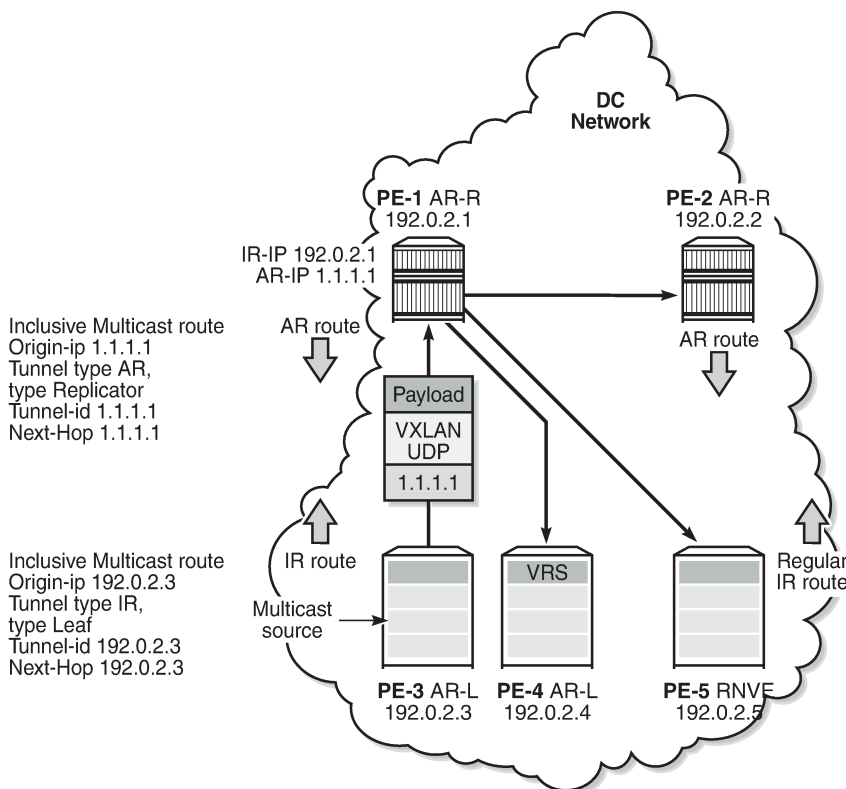 DC
Network
PE-1 AR-R
192.0.2.1
PE-2 AR-R
192.0.2.2
IR-IP 192.0.2.1
AR-IP 1.1.1.1
Inclusive Multicast route
Origin-ip 1.1.1.1
Tunnel type AR,
type Replicator
Tunnel-id 1.1.1.1
Next-Hop 1.1.1.1
AR route
AR route
Payload
VXLAN
UDP
1.1.1.1
Inclusive Multicast route
Origin-ip 192.0.2.3
Tunnel type IR,
type Leaf
Tunnel-id 192.0.2.3
Next-Hop 192.0.2.3
IR route
Multicast
source
VRS
Regular
IR route
PE-3 AR-L
192.0.2.3
PE-4 AR-L
192.0.2.4
PE-5 RNVE
192.0.2.5